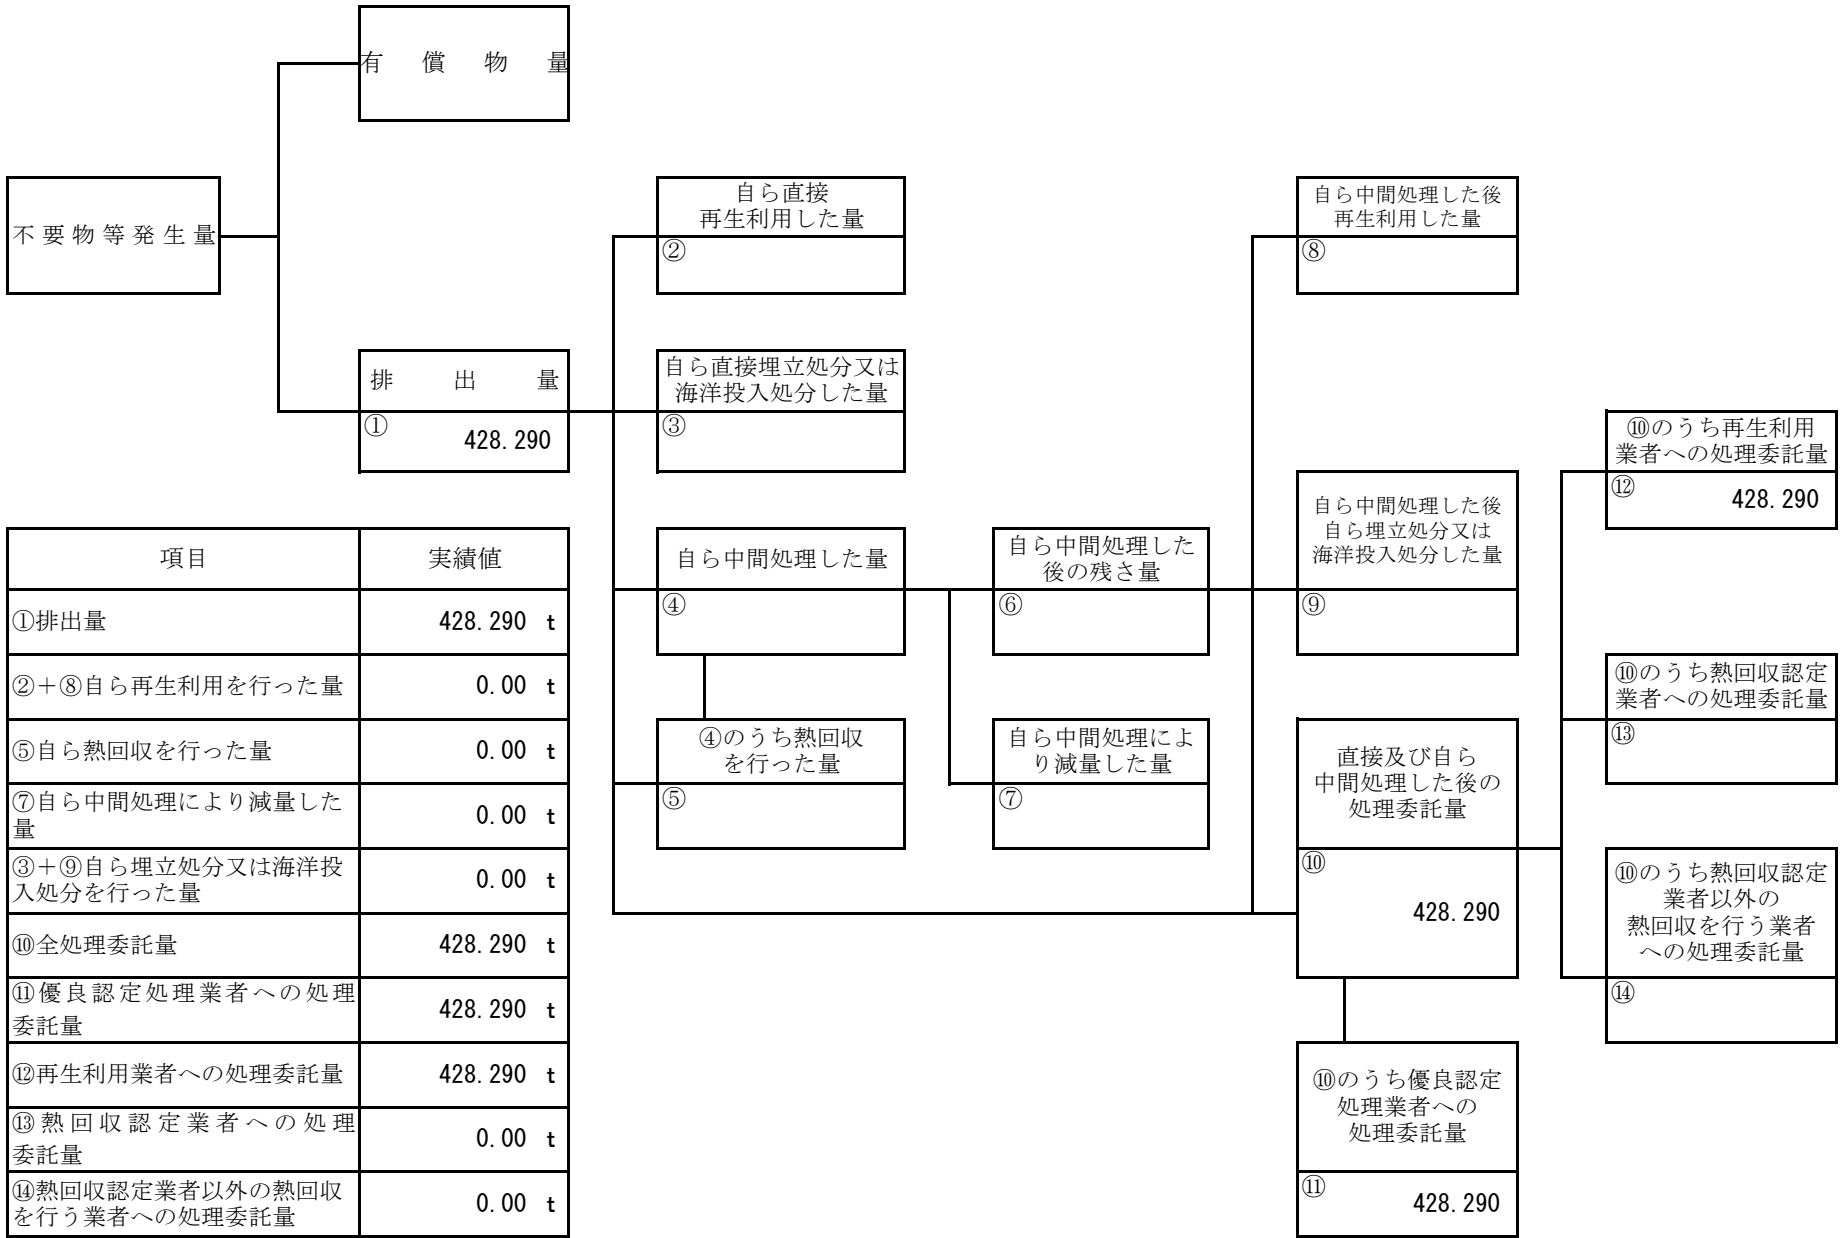 有償物量
不要物等発生量
排出量
①
428.290
自ら直接
再生利用した量
②
自ら直接埋立処分又は
海洋投入処分した量
③
自ら中間処理した量
④
④のうち熱回収
を行った量
⑤
自ら中間処理した
後の残さ量
⑥
自ら中間処理によ
り減量した量
⑦
自ら中間処理した後
再生利用した量
⑧
自ら中間処理した後
自ら埋立処分又は
海洋投入処分した量
⑨
直接及び自ら
中間処理した後の
処理委託量
⑩
428.290
⑩のうち優良認定
処理業者への
処理委託量
⑪
428.290
⑩のうち再生利用
業者への処理委託量
⑫
428.290
⑩のうち熱回収認定
業者への処理委託量
⑬
⑩のうち熱回収認定
業者以外の
熱回収を行う業者
への処理委託量
⑭
項目 実績値
①排出量 428.290 t
②＋⑧自ら再生利用を行った量 0.00 t
⑤自ら熱回収を行った量 0.00 t
⑦自ら中間処理により減量した
量
0.00 t
③＋⑨自ら埋立処分又は海洋投
入処分を行った量
0.00 t
⑩全処理委託量 428.290 t
⑪優良認定処理業者への処理
委託量
428.290 t
⑫再生利用業者への処理委託量 428.290 t
⑬熱回収認定業者への処理
委託量
0.00 t
⑭熱回収認定業者以外の熱回収
を行う業者への処理委託量
0.00 t